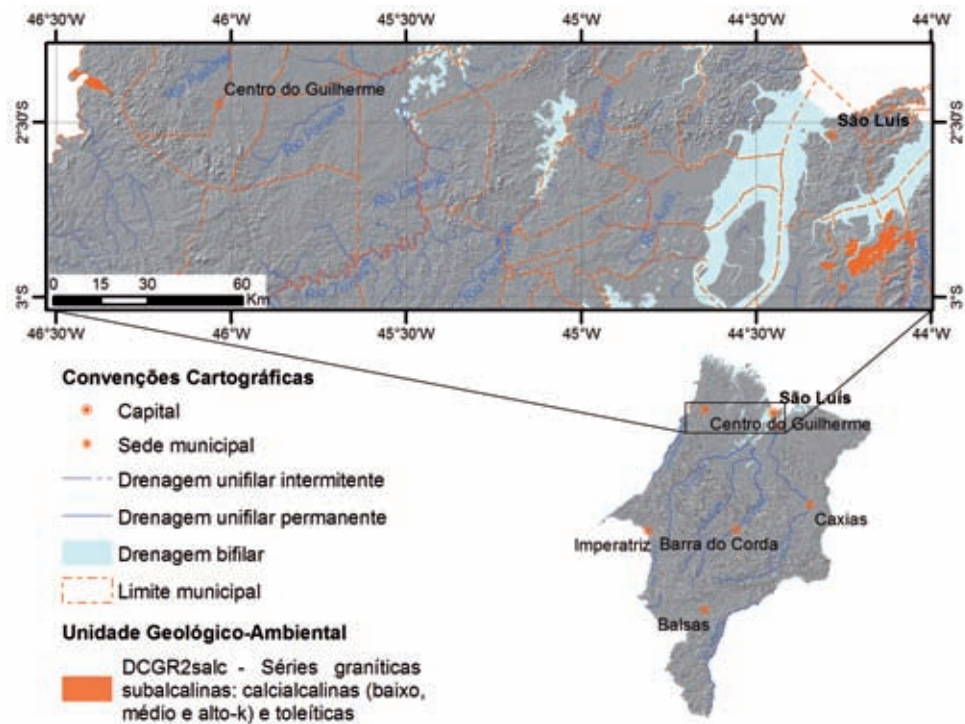 46°30'W 46°W 45°30'W 45°W 44°30'W 44°W
Centro do Guilherme
São Luís
2°30'S
2°30'S
3°S
3°S
0 15 30 60
Km
46°30'W 46°W 45°30'W 45°W 44°30'W 44°W
Convenções Cartográficas
Capital
Sede municipal
Drenagem unifilar intermitente
Drenagem unifilar permanente
Drenagem bifilar
Limite municipal
Unidade Geológico-Ambiental
DCGR2salc - Séries graníticas
subalcalinas: calcialcalinas (baixo,
médio e alto-k) e toleíticas
São Luís
Centro do Guilherme
Caxias
Imperatriz
Barra do Corda
Balsas